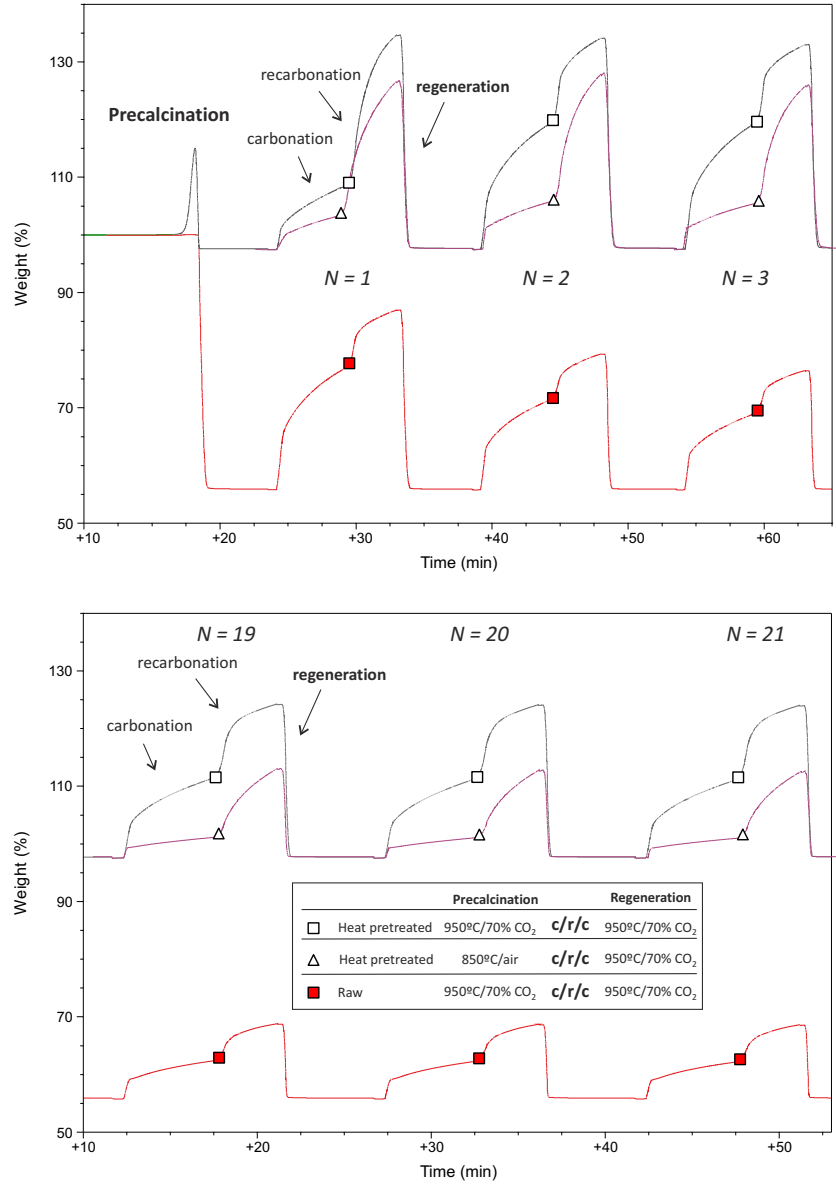 130
110
90
70
50
Weight (%)
Precalcination
carbonation
recarbonation
regeneration
N = 1
N = 2
N = 3
+10
+20
+30
+40
+50
+60
Time (min)
130
110
90
70
50
Weight (%)
N = 19
N = 20
N = 21
recarbonation
regeneration
carbonation
Precalcination Regeneration
Heat pretreated 950ºC/70% CO₂ c/r/c 950ºC/70% CO₂
Heat pretreated 850ºC/air c/r/c 950ºC/70% CO₂
Raw 950ºC/70% CO₂ c/r/c 950ºC/70% CO₂
+10
+20
+30
+40
+50
Time (min)